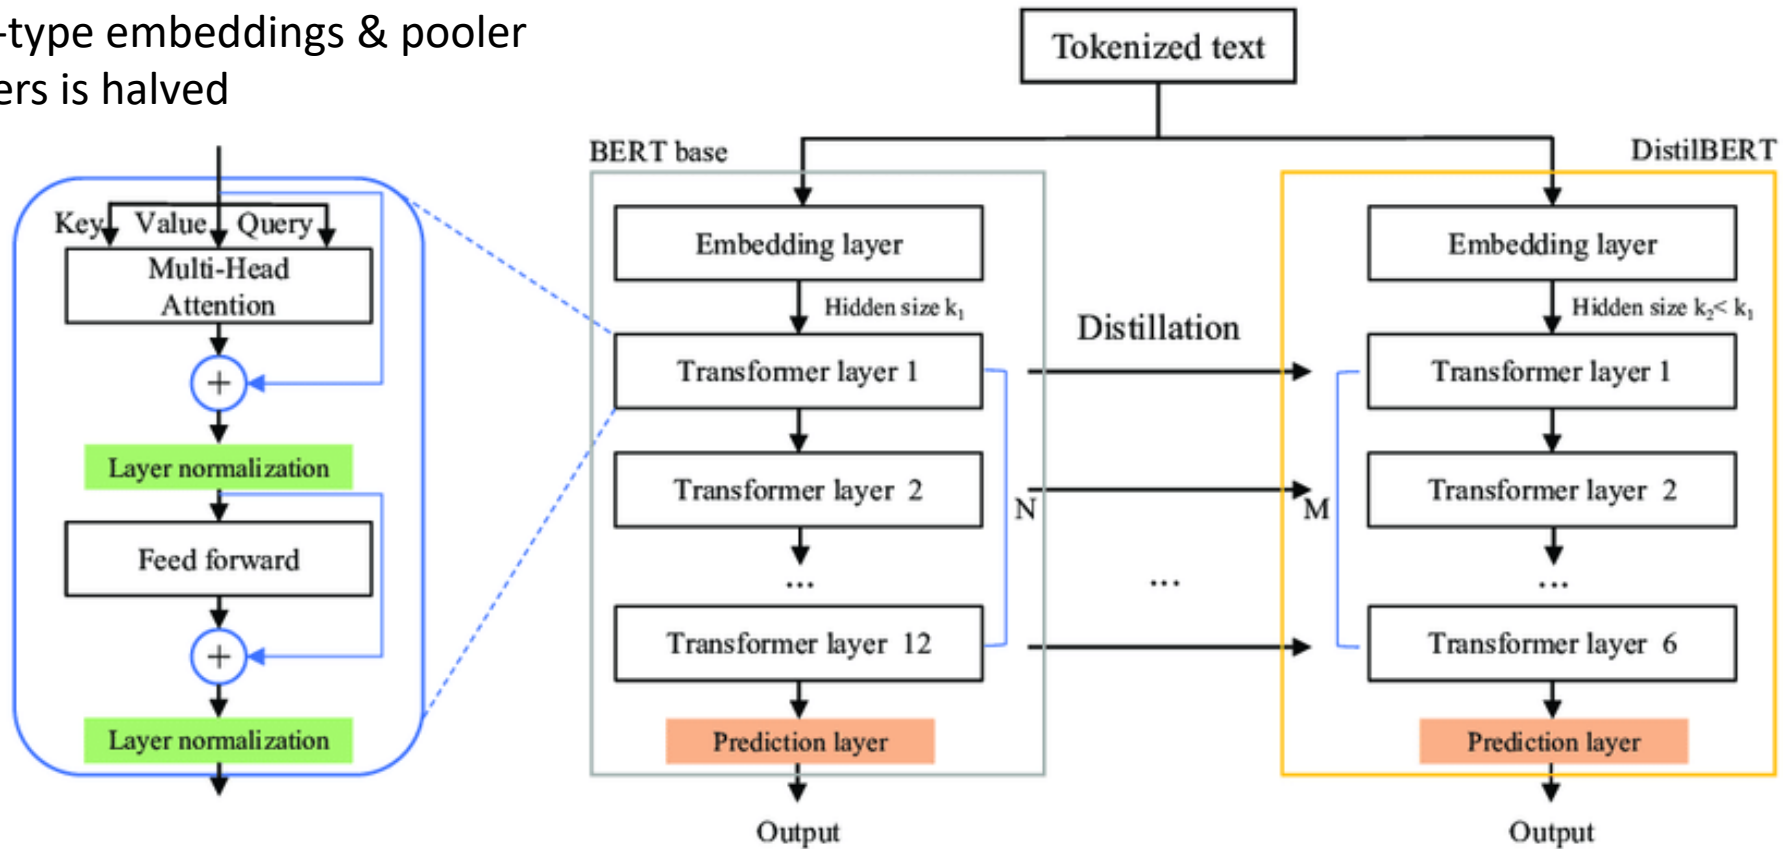 -type embeddings & pooler
ers is halved
Tokenized text
BERT base
DistilBERT
Key Value Query
Multi-Head
Attention
Layer normalization
Feed forward
Layer normalization
Embedding layer
Hidden size k₁
Transformer layer 1
Transformer layer 2
...
Transformer layer 12
Prediction layer
Output
N
Distillation
...
M
Embedding layer
Hidden size k₂< k₁
Transformer layer 1
Transformer layer 2
...
Transformer layer 6
Prediction layer
Output